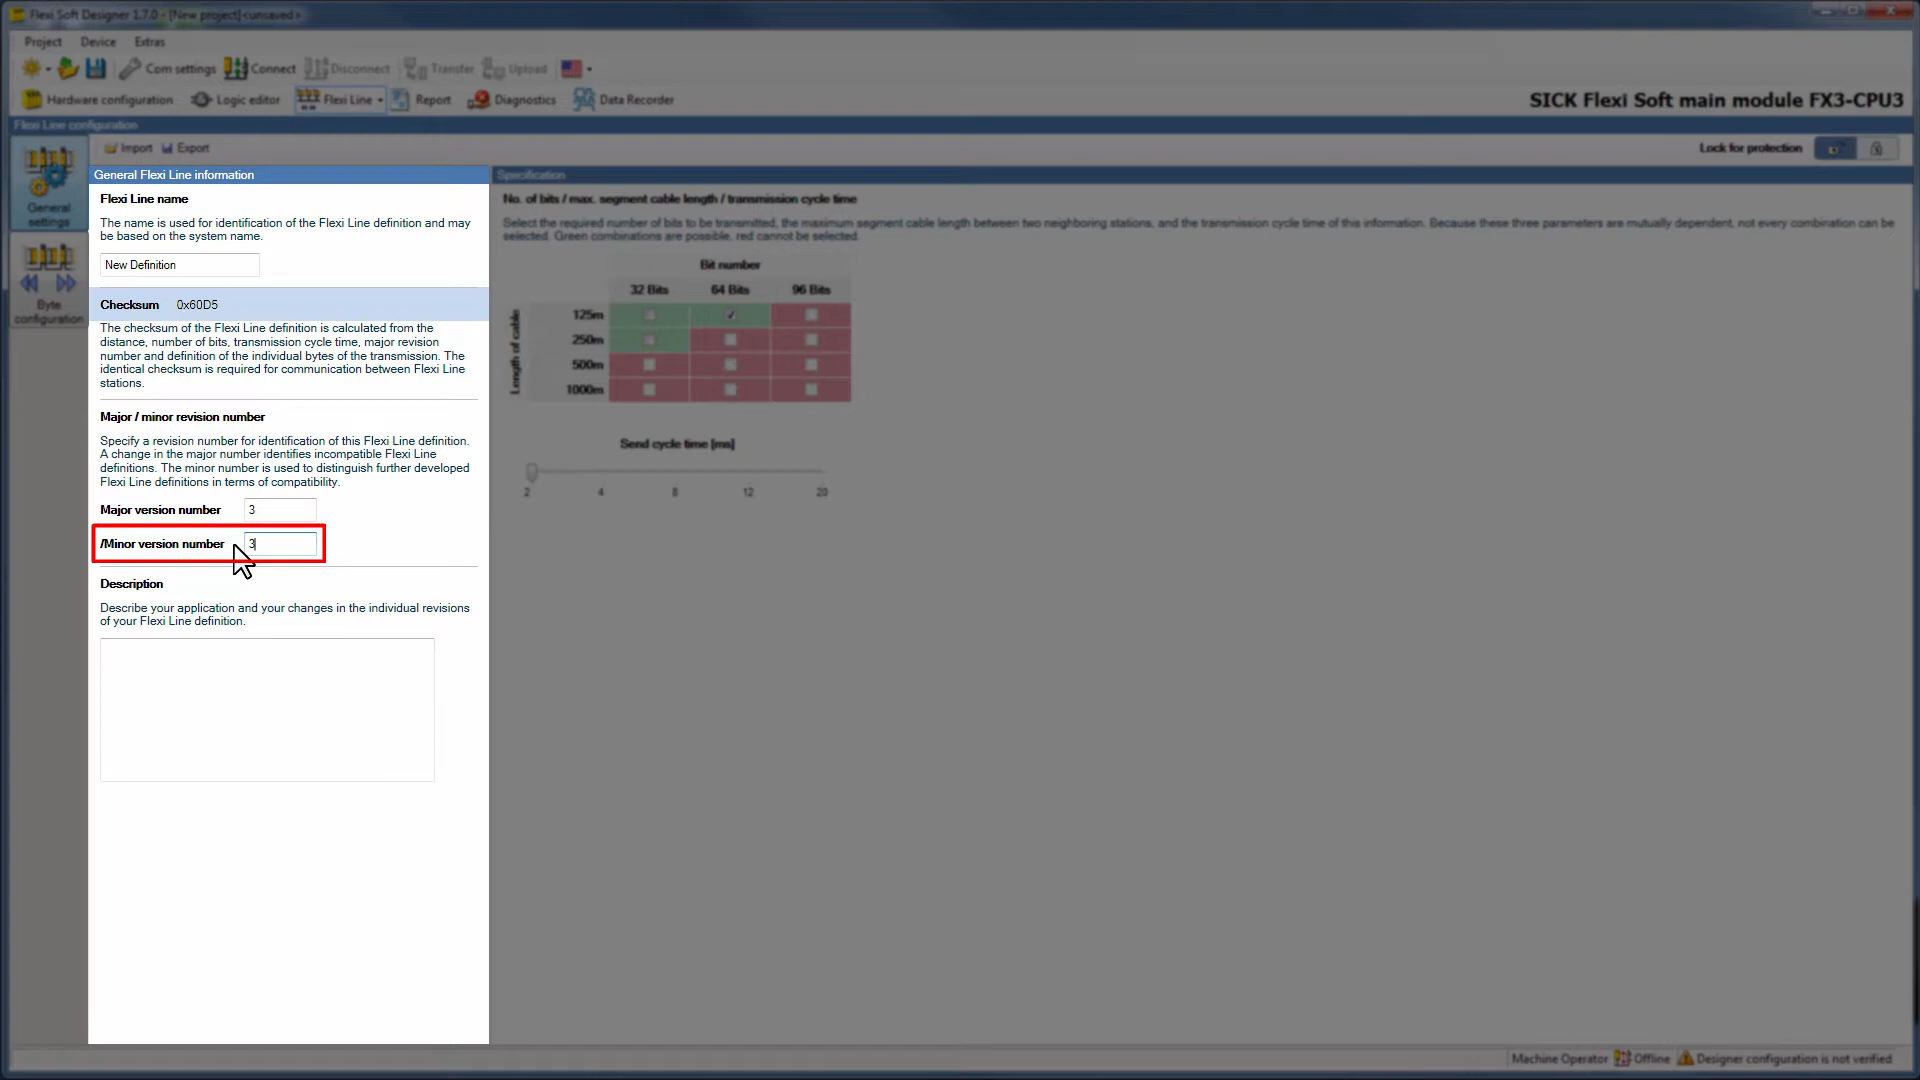 Flexi Soft Designer 1.7.0 - [New project]<unsaved>
Project Device Extras
Com settings Connect Disconnect Transfer Upload
Hardware configuration Logic editor Flexi Line Report Diagnostics Data Recorder
SICK Flexi Soft main module FX3-CPU3
Flexi Line configuration
General settings
Byte configuration
Import Export
Lock for protection
General Flexi Line information
Flexi Line name
The name is used for identification of the Flexi Line definition and may
be based on the system name.
New Definition
Checksum 0x60D5
The checksum of the Flexi Line definition is calculated from the
distance, number of bits, transmission cycle time, major revision
number and definition of the individual bytes of the transmission. The
identical checksum is required for communication between Flexi Line
stations.
Major / minor revision number
Specify a revision number for identification of this Flexi Line definition.
A change in the major number identifies incompatible Flexi Line
definitions. The minor number is used to distinguish further developed
Flexi Line definitions in terms of compatibility.
Major version number 3
/Minor version number 3
Description
Describe your application and your changes in the individual revisions
of your Flexi Line definition.
Specification
No. of bits / max. segment cable length / transmission cycle time
Select the required number of bits to be transmitted, the maximum segment cable length between two neighboring stations, and the transmission cycle time of this information. Because these three parameters are mutually dependent, not every combination can be
selected. Green combinations are possible, red cannot be selected.
Bit number
32 Bits 64 Bits 96 Bits
Length of cable
125m
250m
500m
1000m
Send cycle time [ms]
2 4 8 12 20
Machine Operator Offline Designer configuration is not verified